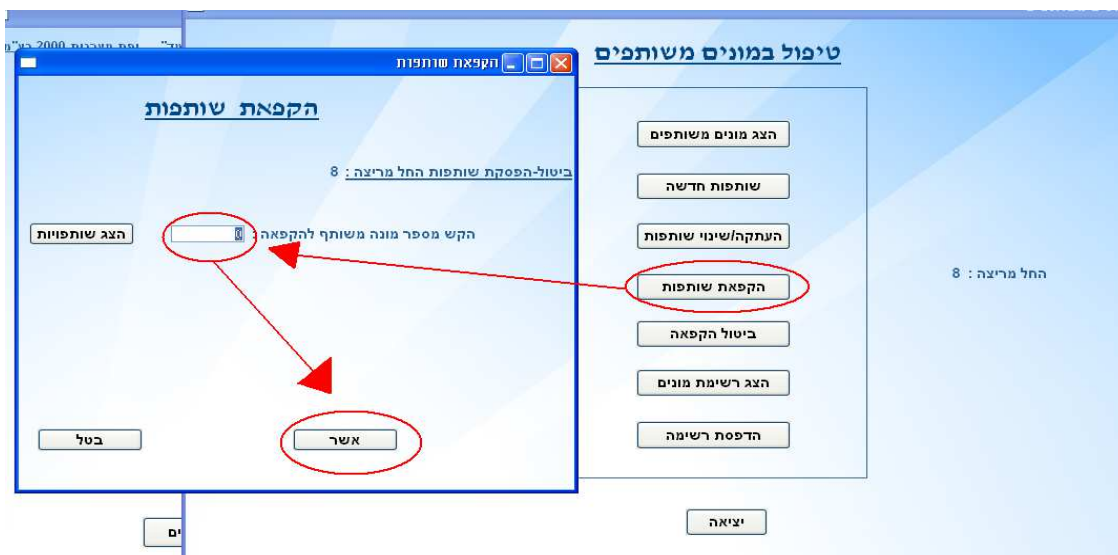 טיפול במונים משותפים
הצג מונים משותפים
שותפות חדשה
העתקה/שינוי שותפות
הקפאת שותפות
ביטול הקפאה
הצג רשימת מונים
הדפסת רשימה
יציאה
החל מריצה : 8
הקפאת שותפות
הקפאת שותפות
ביטול-הפסקת שותפות החל מריצה : 8
הקש מספר מונה משותף להקפאה : 0
הצג שותפויות
אשר
בטל
ים